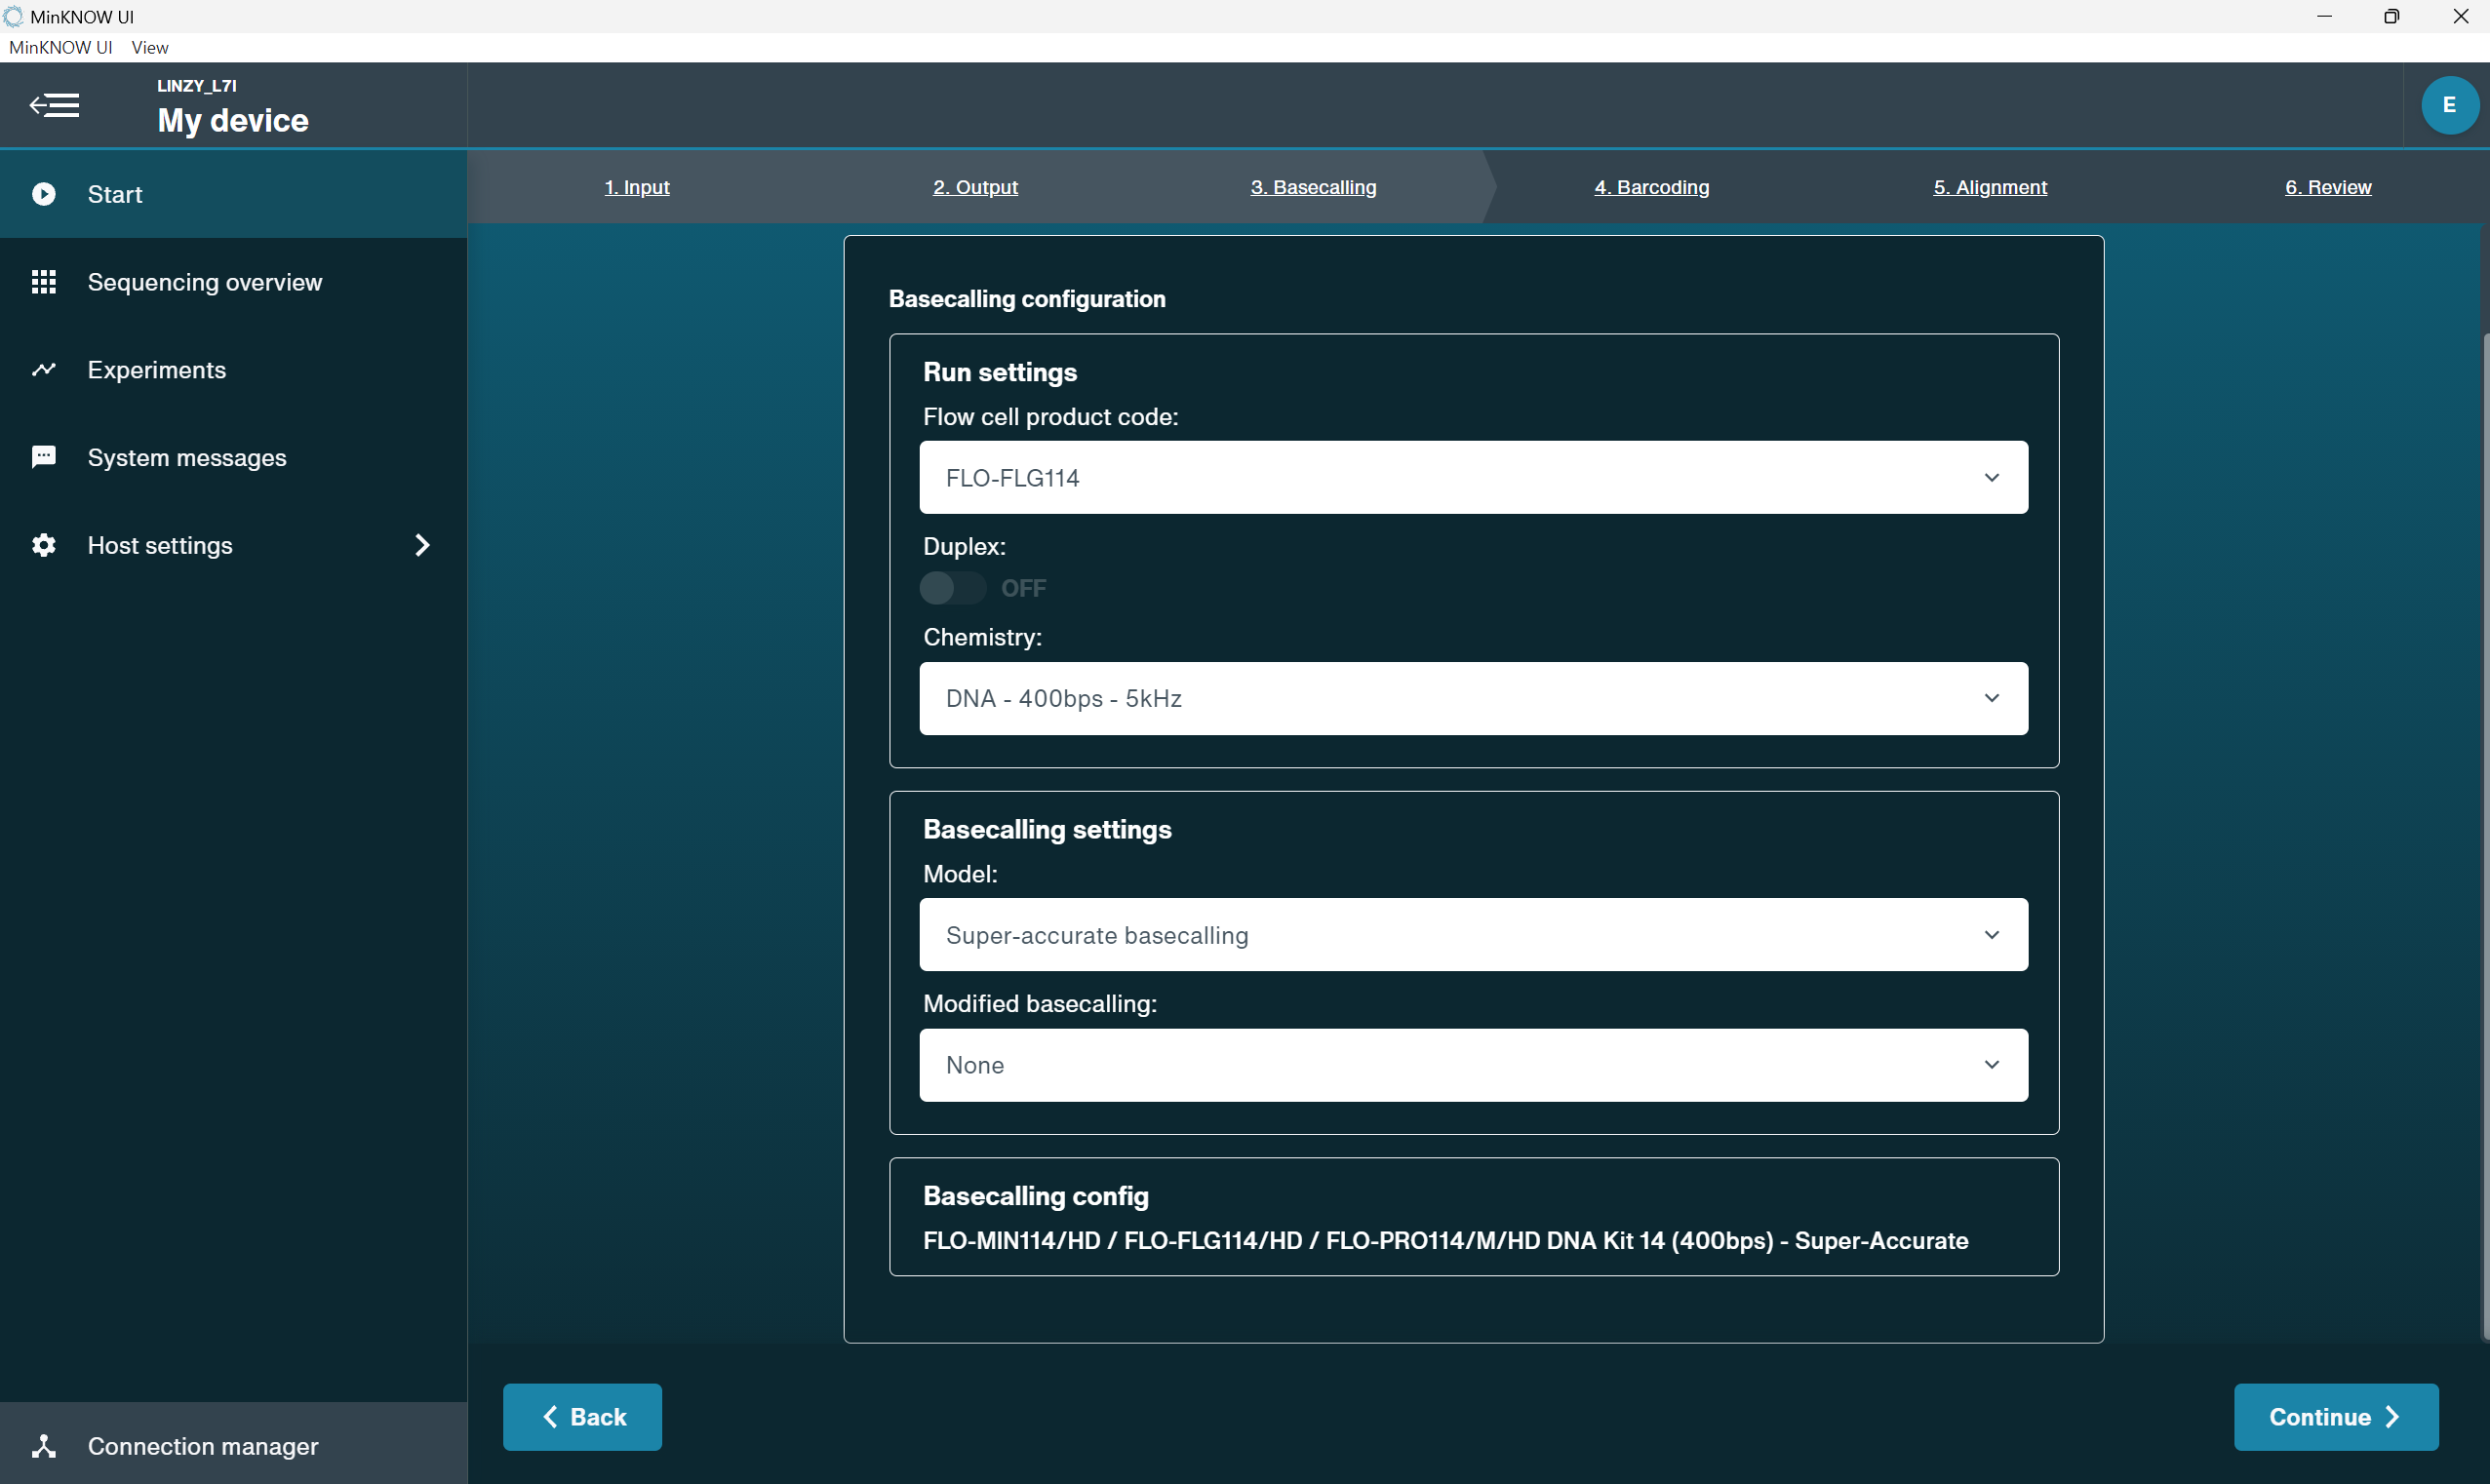 MinKNOW UI
MinKNOW UI View
LINZY_L7I
My device
E
Start
Sequencing overview
Experiments
System messages
Host settings
Connection manager
1. Input 2. Output 3. Basecalling 4. Barcoding 5. Alignment 6. Review
Basecalling configuration
Run settings
Flow cell product code:
FLO-FLG114
Duplex:
OFF
Chemistry:
DNA - 400bps - 5kHz
Basecalling settings
Model:
Super-accurate basecalling
Modified basecalling:
None
Basecalling config
FLO-MIN114/HD / FLO-FLG114/HD / FLO-PRO114/M/HD DNA Kit 14 (400bps) - Super-Accurate
Back
Continue